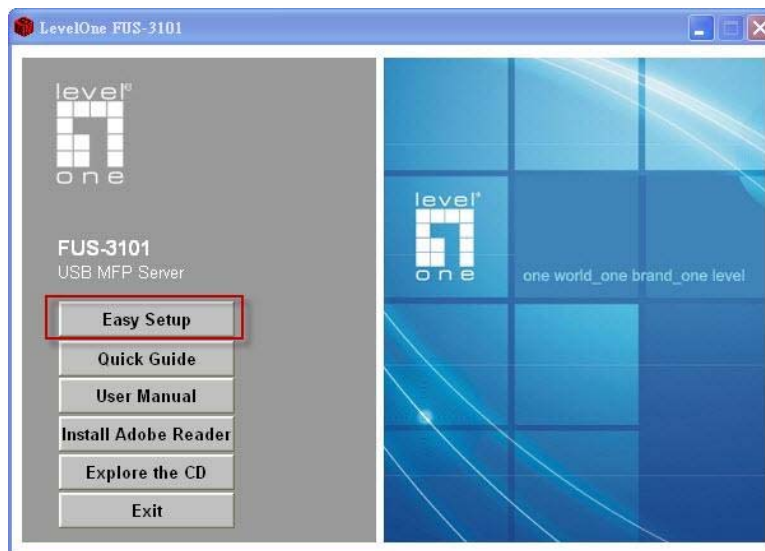 LevelOne FUS-3101
level®
one
FUS-3101
USB MFP Server
Easy Setup
Quick Guide
User Manual
Install Adobe Reader
Explore the CD
Exit
level®
one
one world_one brand_one level